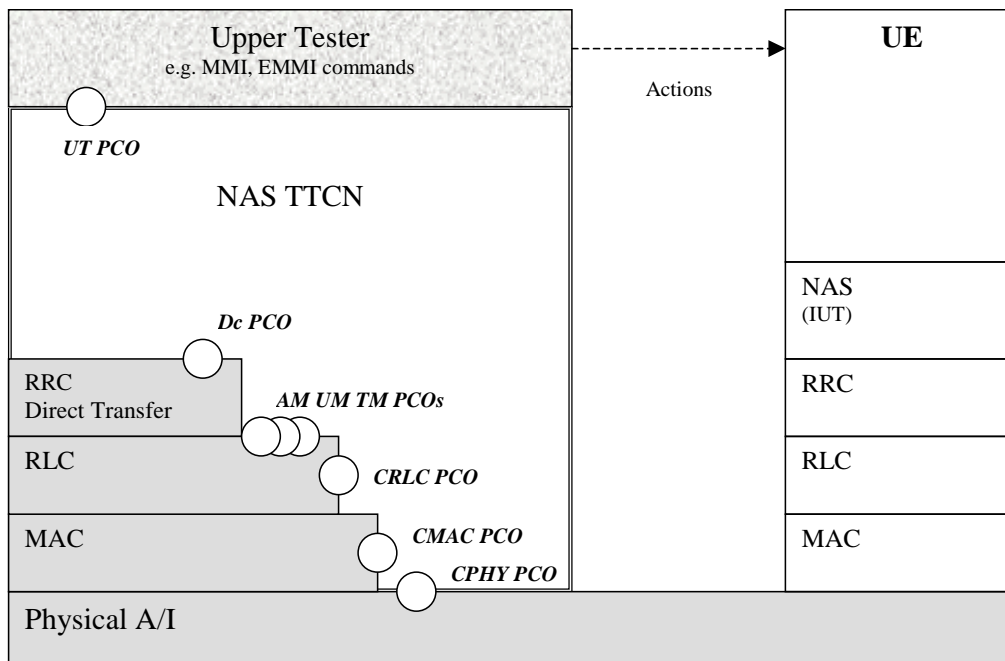 Upper Tester
e.g. MMI, EMMI commands
UT PCO
NAS TTCN
Dc PCO
RRC
Direct Transfer
AM UM TM PCOs
RLC
CRLC PCO
MAC
CMAC PCO
CPHY PCO
Physical A/I
Actions
UE
NAS
(IUT)
RRC
RLC
MAC